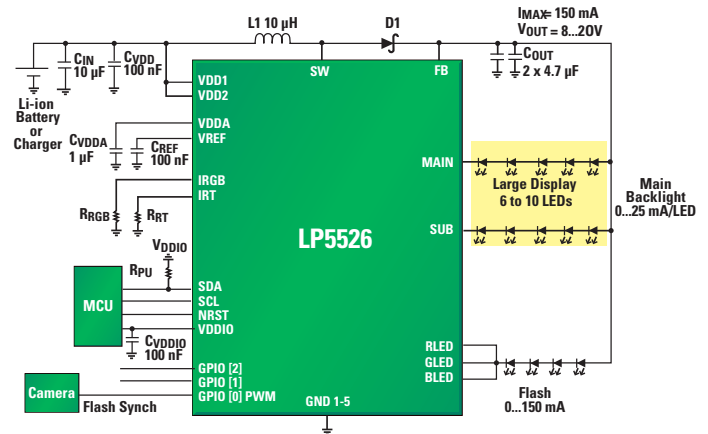 L1 10 µH
D1
IMAX= 150 mA
VOUT = 8...20V
CIN
10 µF
CVDD
100 nF
COUT
2 x 4.7 µF
SW
FB
VDD1
VDD2
Li-ion
Battery
or
Charger
VDDA
VREF
CVDDA
1 µF
CREF
100 nF
IRGB
IRT
RRGB
RRT
MAIN
SUB
Large Display
6 to 10 LEDs
Main
Backlight
0...25 mA/LED
LP5526
VDDIO
RPU
MCU
SDA
SCL
NRST
VDDIO
CVDDIO
100 nF
RLED
GLED
BLED
GPIO [2]
GPIO [1]
GPIO [0] PWM
Camera
Flash Synch
GND 1-5
Flash
0...150 mA